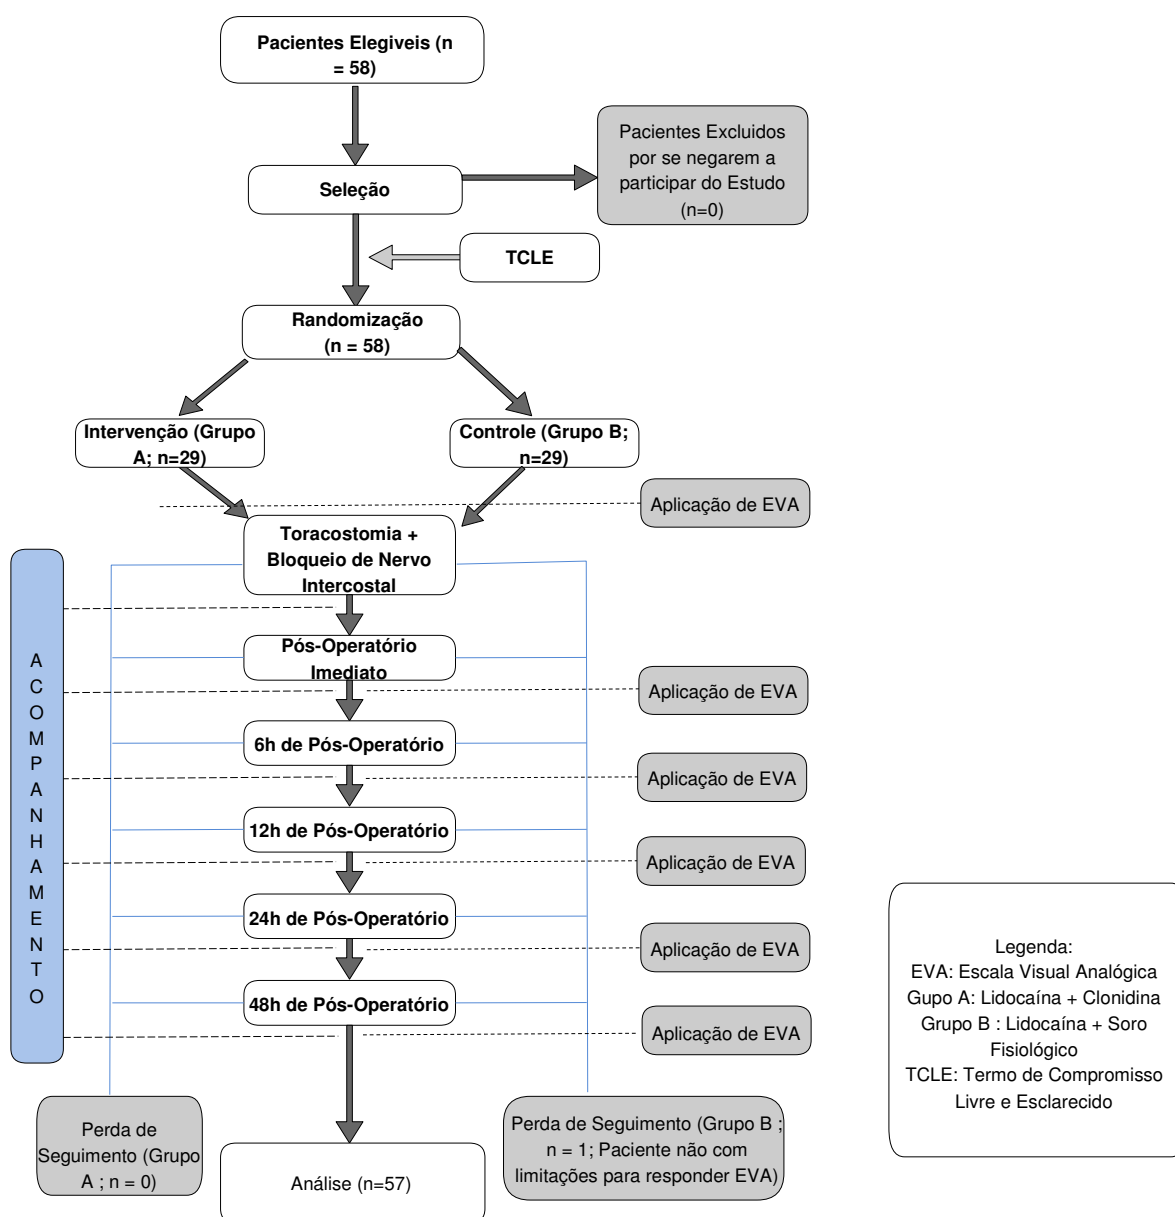 Pacientes Elegiveis (n
= 58)
Pacientes Excluidos
por se negarem a
participar do Estudo
(n=0)
Seleção
TCLE
Randomização
(n = 58)
Intervenção (Grupo
A; n=29)
Controle (Grupo B;
n=29)
Aplicação de EVA
Toracostomia +
Bloqueio de Nervo
Intercostal
A
C
O
M
P
A
N
H
A
M
E
N
T
O
Pós-Operatório
Imediato
Aplicação de EVA
6h de Pós-Operatório
Aplicação de EVA
12h de Pós-Operatório
Aplicação de EVA
24h de Pós-Operatório
Aplicação de EVA
48h de Pós-Operatório
Aplicação de EVA
Perda de
Seguimento (Grupo
A ; n = 0)
Análise (n=57)
Perda de Seguimento (Grupo B ;
n = 1; Paciente não com
limitações para responder EVA)
Legenda:
EVA: Escala Visual Analógica
Gupo A: Lidocaína + Clonidina
Grupo B : Lidocaína + Soro
Fisiológico
TCLE: Termo de Compromisso
Livre e Esclarecido